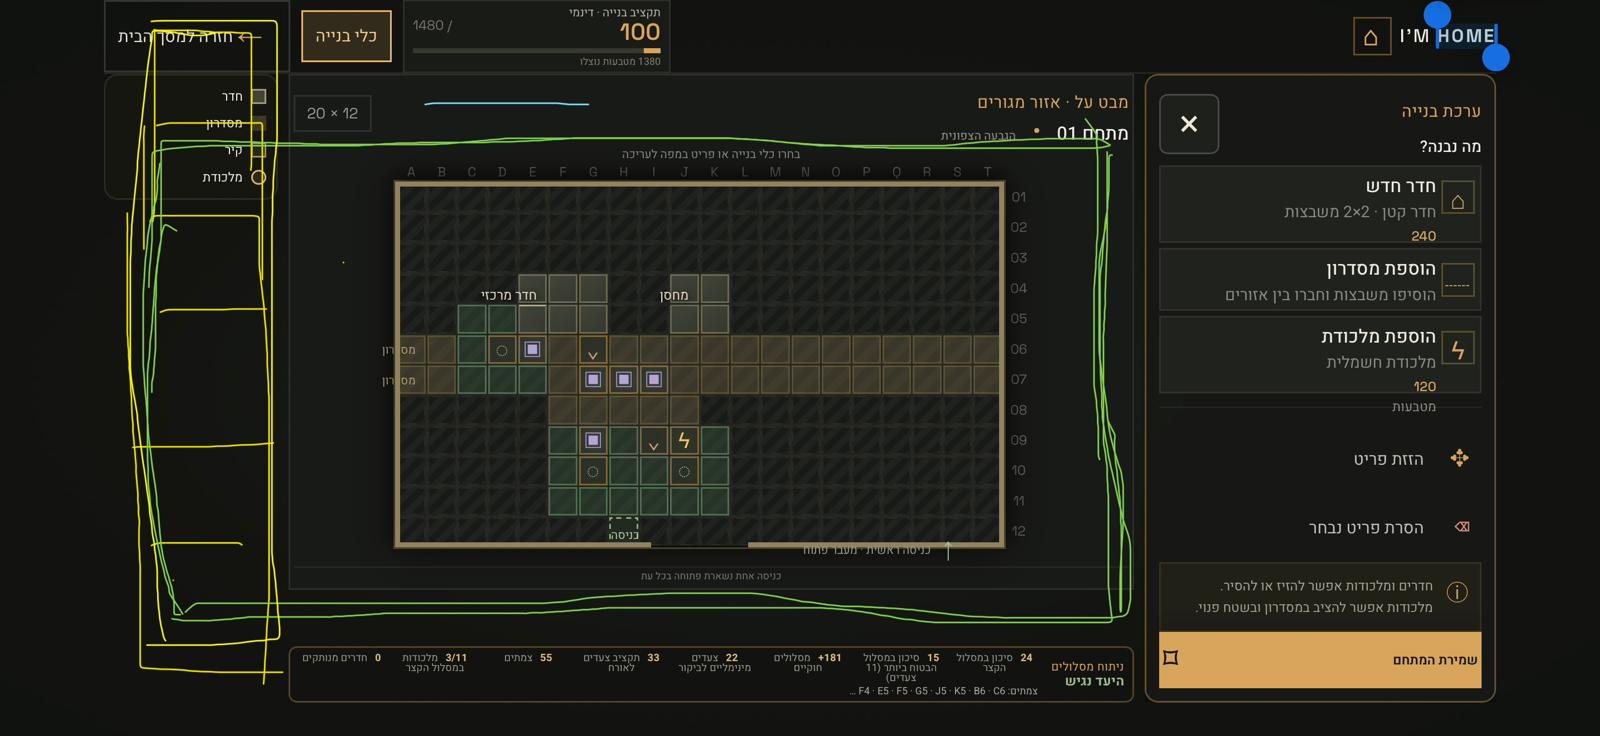 I'M HOME
תקציב בנייה · דינמי
100
/ 1480
1380 מטבעות נוצלו
כלי בנייה
← חזרה למסך הבית
ערכת בנייה
מה נבנה?
×
חדר חדש
חדר קטן · 2×2 משבצות
240
הוספת מסדרון
הוסיפו משבצות וחברו בין אזורים
הוספת מלכודת
מלכודת חשמלית
120
מטבעות
הזזת פריט
הסרת פריט נבחר
חדרים ומלכודות אפשר להזיז או להסיר.
מלכודות אפשר להציב במסדרון ובשטח פנוי.
שמירת המתחם
מבט על · אזור מגורים
מתחם 01 • הגבעה הצפונית
20 × 12
בחרו כלי בנייה או פריט במפה לעריכה
A B C D E F G H I J K L M N O P Q R S T
01
02
03
04
05
06
07
08
09
10
11
12
חדר מרכזי
מחסן
מסדרון
מסדרון
כניסה
כניסה ראשית · מעבר פתוח
כניסה אחת נשארת פתוחה בכל עת
חדר
מסדרון
קיר
מלכודת
ניתוח מסלולים
היעד נגיש
24 סיכון במסלול הקצר
15 סיכון במסלול הבטוח ביותר (11 צעדים)
181+ מסלולים חוקיים
22 צעדים מינימליים לביקור
33 תקציב צעדים לאורח
55 צמתים
3/11 מלכודות במסלול הקצר
0 חדרים מנותקים
צמתים: F4 · E5 · F5 · G5 · J5 · K5 · B6 · C6 ...